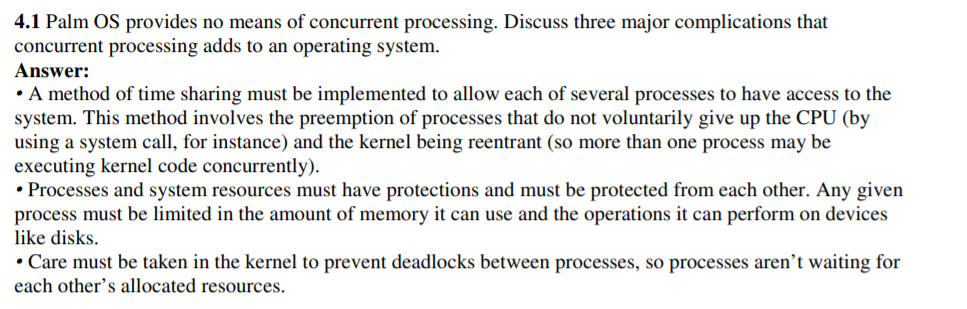 4.1 Palm OS provides no means of concurrent processing. Discuss three major complications that
concurrent processing adds to an operating system.
Answer:
• A method of time sharing must be implemented to allow each of several processes to have access to the
system. This method involves the preemption of processes that do not voluntarily give up the CPU (by
using a system call, for instance) and the kernel being reentrant (so more than one process may be
executing kernel code concurrently).
• Processes and system resources must have protections and must be protected from each other. Any given
process must be limited in the amount of memory it can use and the operations it can perform on devices
like disks.
• Care must be taken in the kernel to prevent deadlocks between processes, so processes aren’t waiting for
each other’s allocated resources.